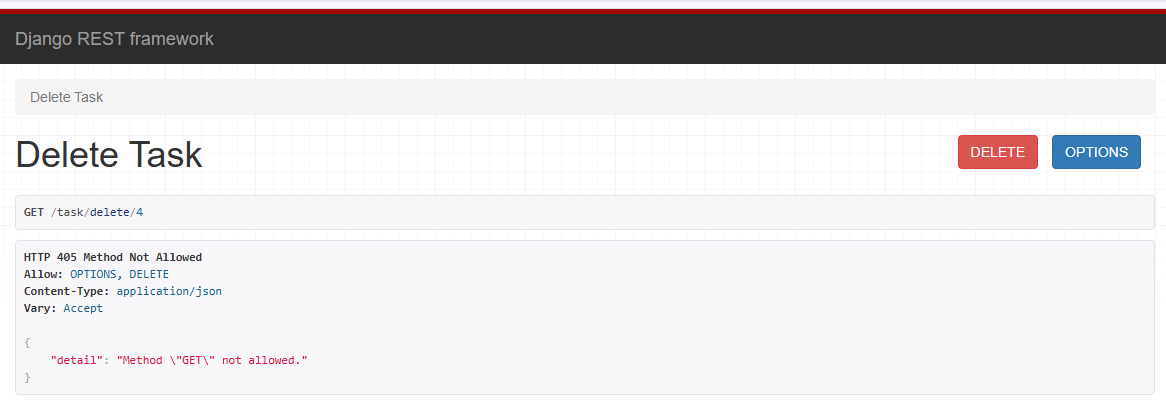 Django REST framework
Delete Task
Delete Task
DELETE
OPTIONS
GET /task/delete/4
HTTP 405 Method Not Allowed
Allow: OPTIONS, DELETE
Content-Type: application/json
Vary: Accept
{
    "detail": "Method \"GET\" not allowed."
}